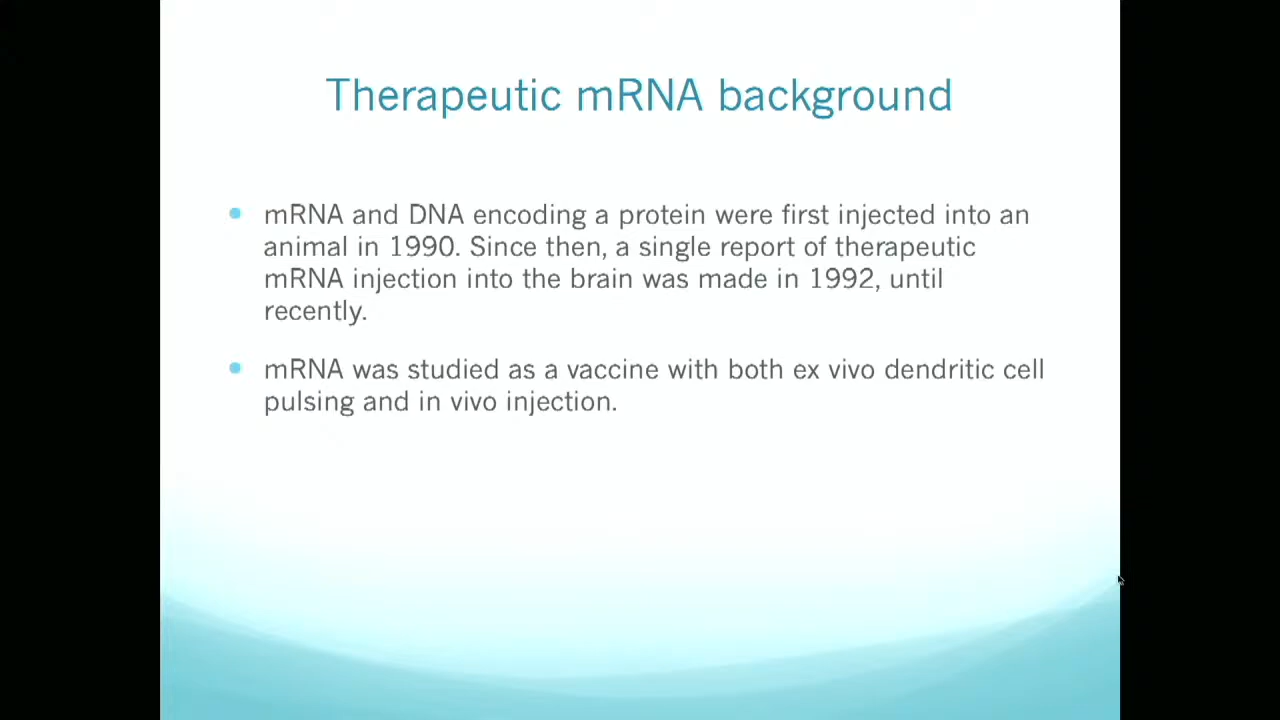 Therapeutic mRNA background
mRNA and DNA encoding a protein were first injected into an
animal in 1990. Since then, a single report of therapeutic
mRNA injection into the brain was made in 1992, until
recently.
mRNA was studied as a vaccine with both ex vivo dendritic cell
pulsing and in vivo injection.